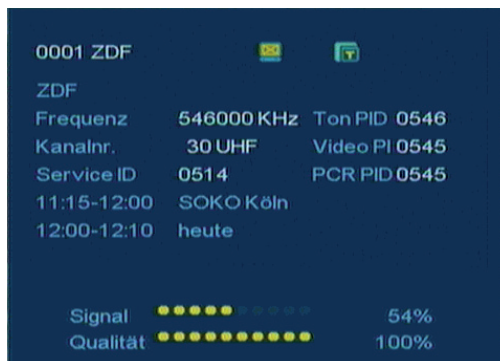 0001 ZDF
ZDF
Frequenz 546000 KHz Ton PID 0546
Kanalnr. 30 UHF Video PI 0545
Service ID 0514 PCR PID 0545
11:15-12:00 SOKO Köln
12:00-12:10 heute
Signal 54%
Qualität 100%